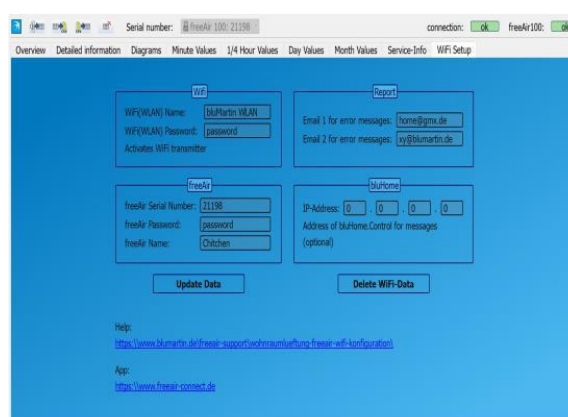 Serial number: freeAir 100: 21198 connection: ok freeAir100: ok
Overview Detailed information Diagrams Minute Values 1/4 Hour Values Day Values Month Values Service-Info WiFi Setup
Wifi
WiFi(WLAN) Name: bluMartin WLAN
WiFi(WLAN) Password: password
Activates WiFi transmitter
Report
Email 1 for error messages: home@gmx.de
Email 2 for error messages: xy@blumartin.de
freeAir
freeAir Serial Number: 21198
freeAir Password: password
freeAir Name: Chitchen
bluHome
IP-Address: 0 . 0 . 0 . 0
Address of bluHome.Control for messages
(optional)
Update Data
Delete WiFi-Data
Help:
https:\\www.blumartin.de\freeair-support\wohnraumlueftung-freeair-wifi-konfiguration\
App:
https:\\www.freeair-connect.de